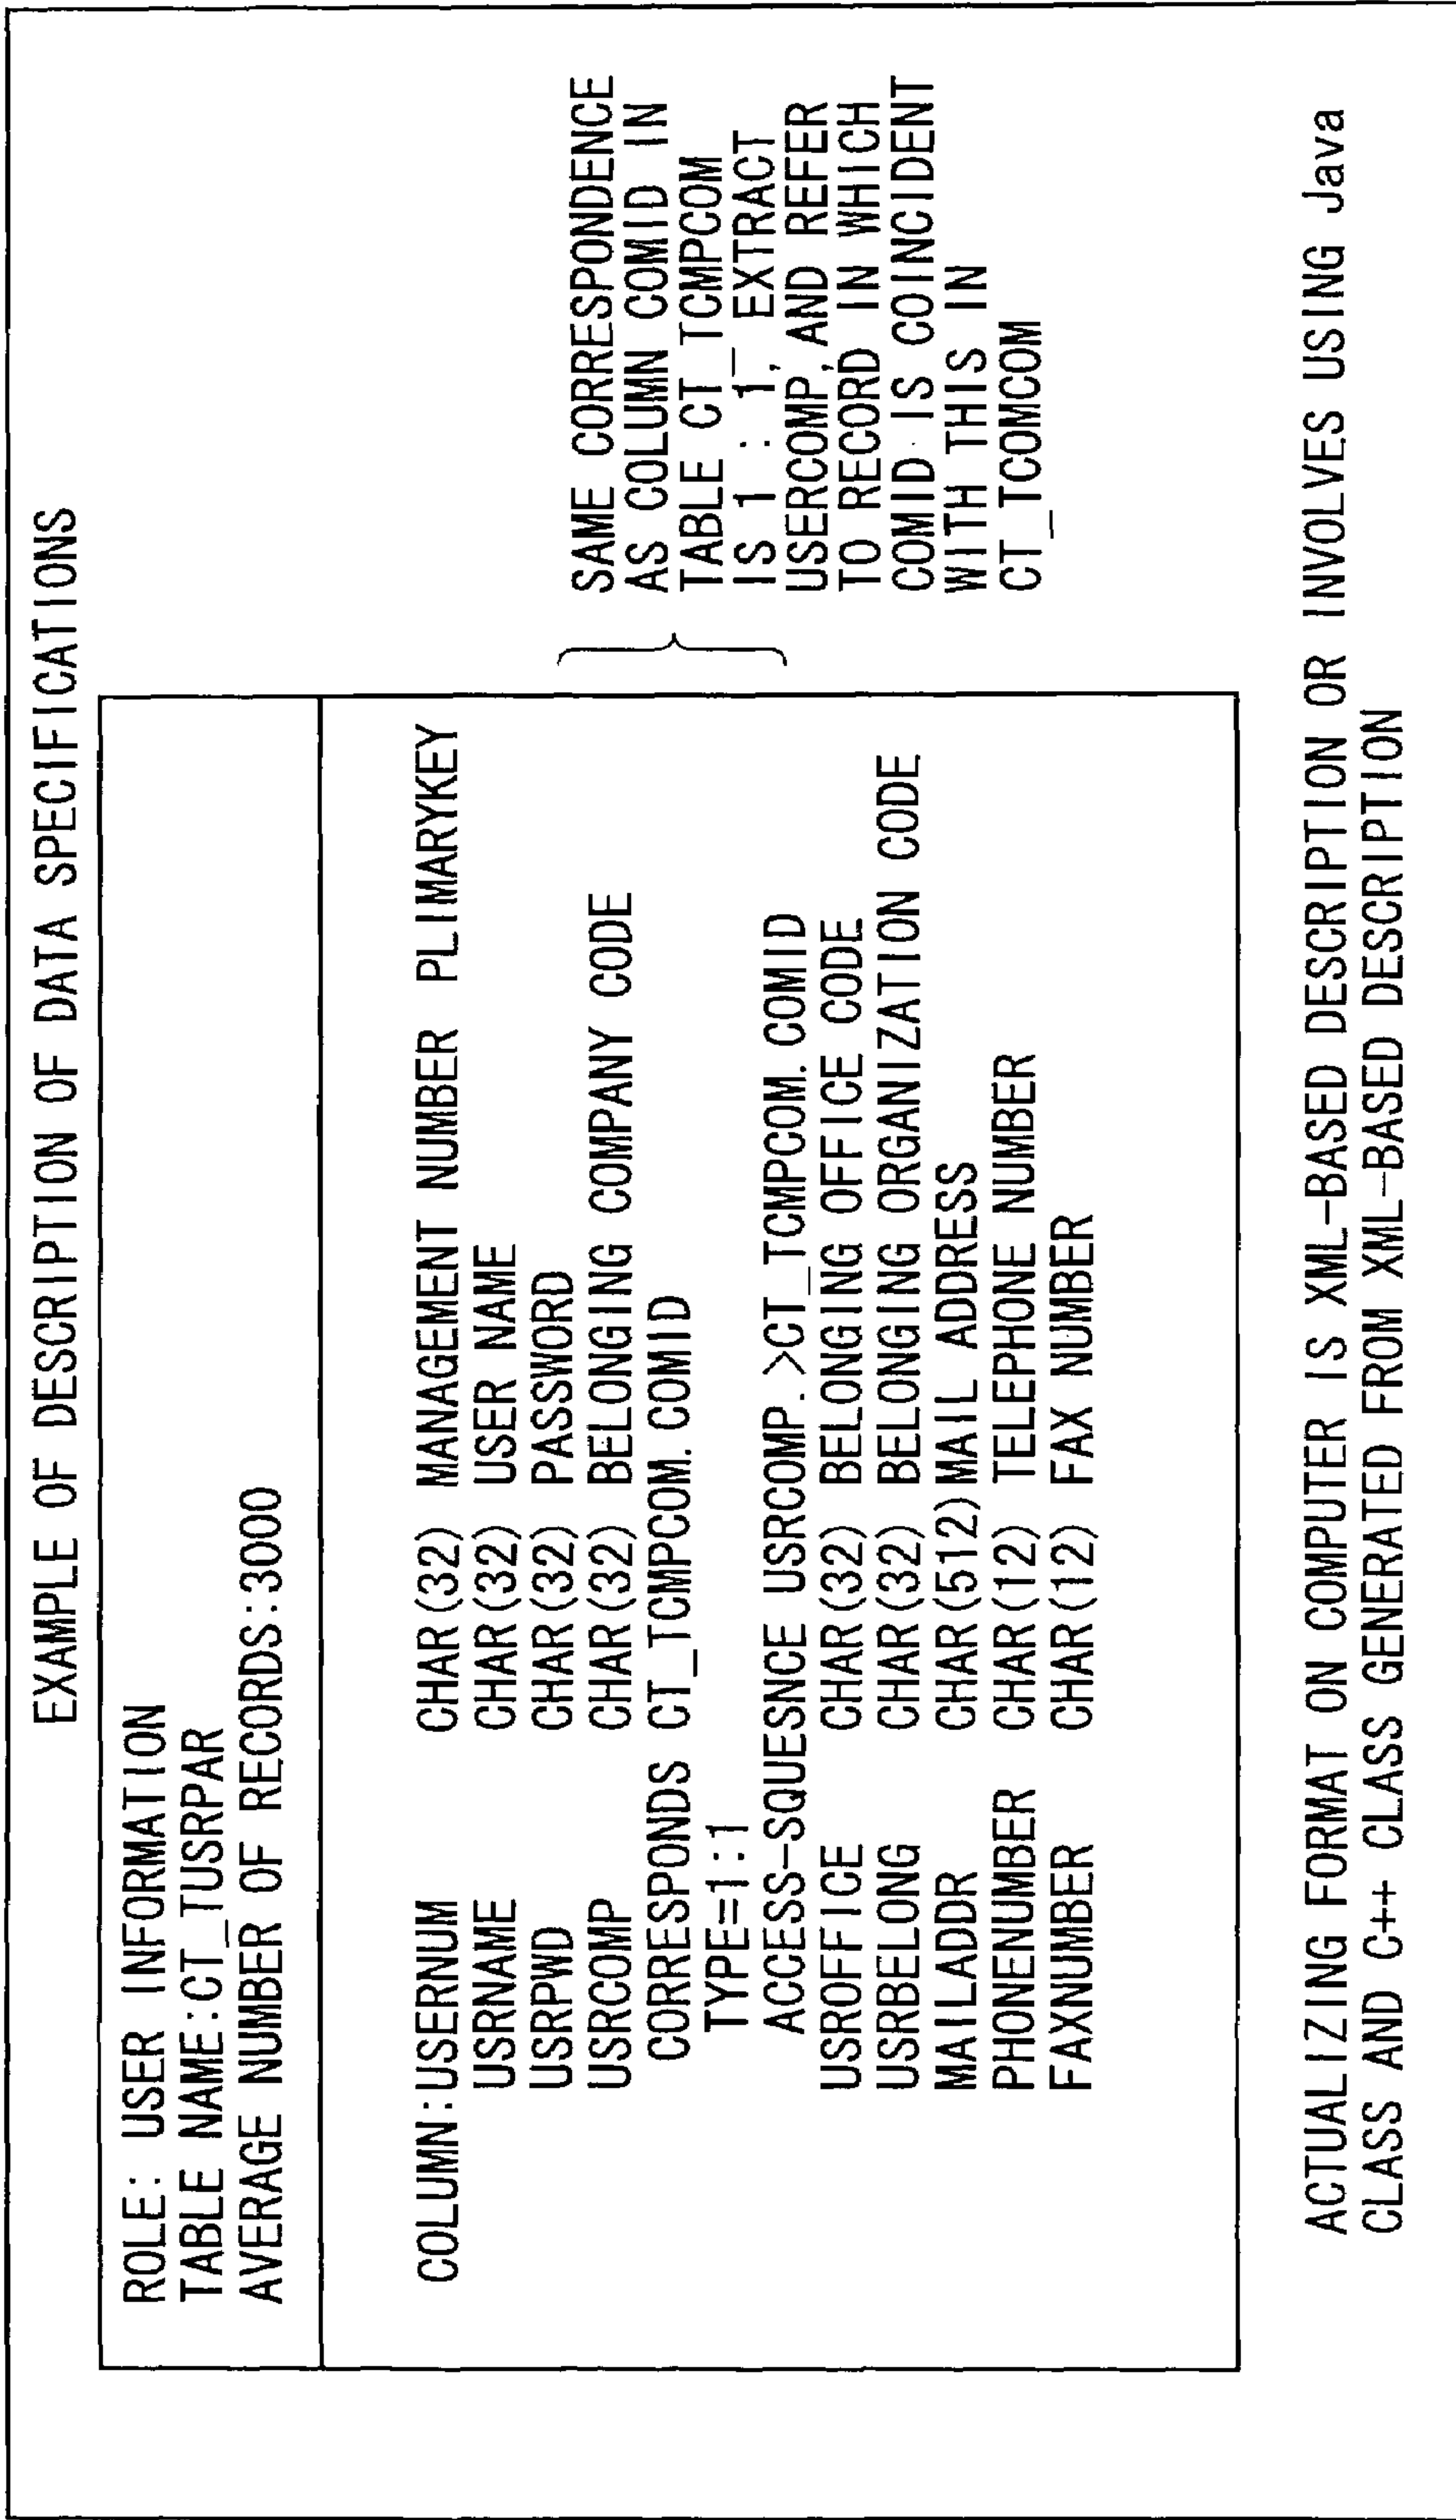 EXAMPLE OF DESCRIPTION OF DATA SPECIFICATIONS
ROLE: USER INFORMATION
TABLE NAME:CT_TUSRPAR
AVERAGE NUMBER OF RECORDS:3000
COLUMN:USERNUM CHAR(32) MANAGEMENT NUMBER PLIMARYKEY
USRNAME CHAR(32) USER NAME
USRPWD CHAR(32) PASSWORD
USRCOMP CHAR(32) BELONGING COMPANY CODE
CORRESPONDS CT_TCMPCOM.COMID
TYPE=1:1
ACCESS-SQUESNCE USRCOMP.>CT_TCMPCOM.COMID
USROFFICE CHAR(32) BELONGING OFFICE CODE
USRBELONG CHAR(32) BELONG ORGANIZATION CODE
MAILADDR CHAR(512) MAIL ADDRESS
PHONENUMBER CHAR(12) TELEPHONE NUMBER
FAXNUMBER CHAR(12) FAX NUMBER
SAME CORRESPONDENCE
AS COLUMN COMID IN
TABLE CT_TCMPCOM
IS 1 : 1, EXTRACT
USERCOMP, AND REFER
TO RECORD IN WHICH
COMID IS COINCIDENT
WITH THIS IN
CT_TCOMCOM
ACTUALIZING FORMAT ON COMPUTER IS XML-BASED DESCRIPTION OR INVOLVES USING Java
CLASS AND C++ CLASS GENERATED FROM XML-BASED DESCRIPTION